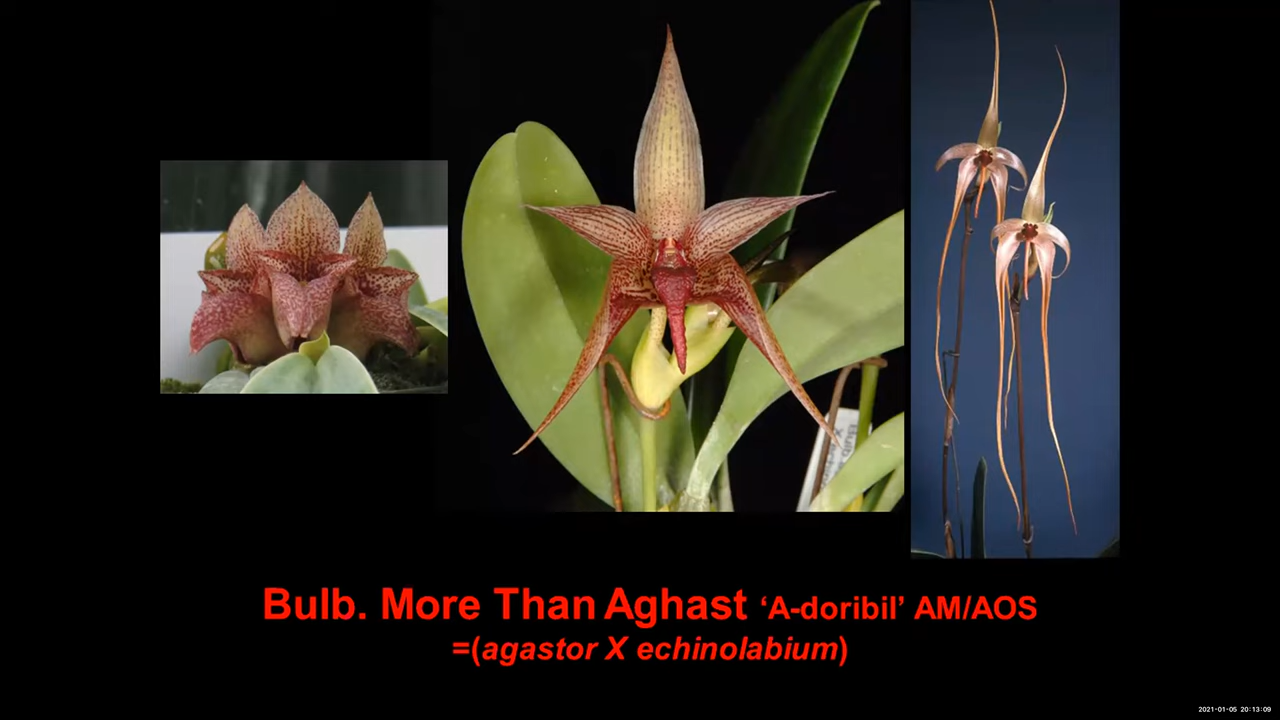 Bulb. More Than Aghast ‘A-doribil’ AM/AOS
=(agastor X echinolabium)
2021-01-05 20:13:09